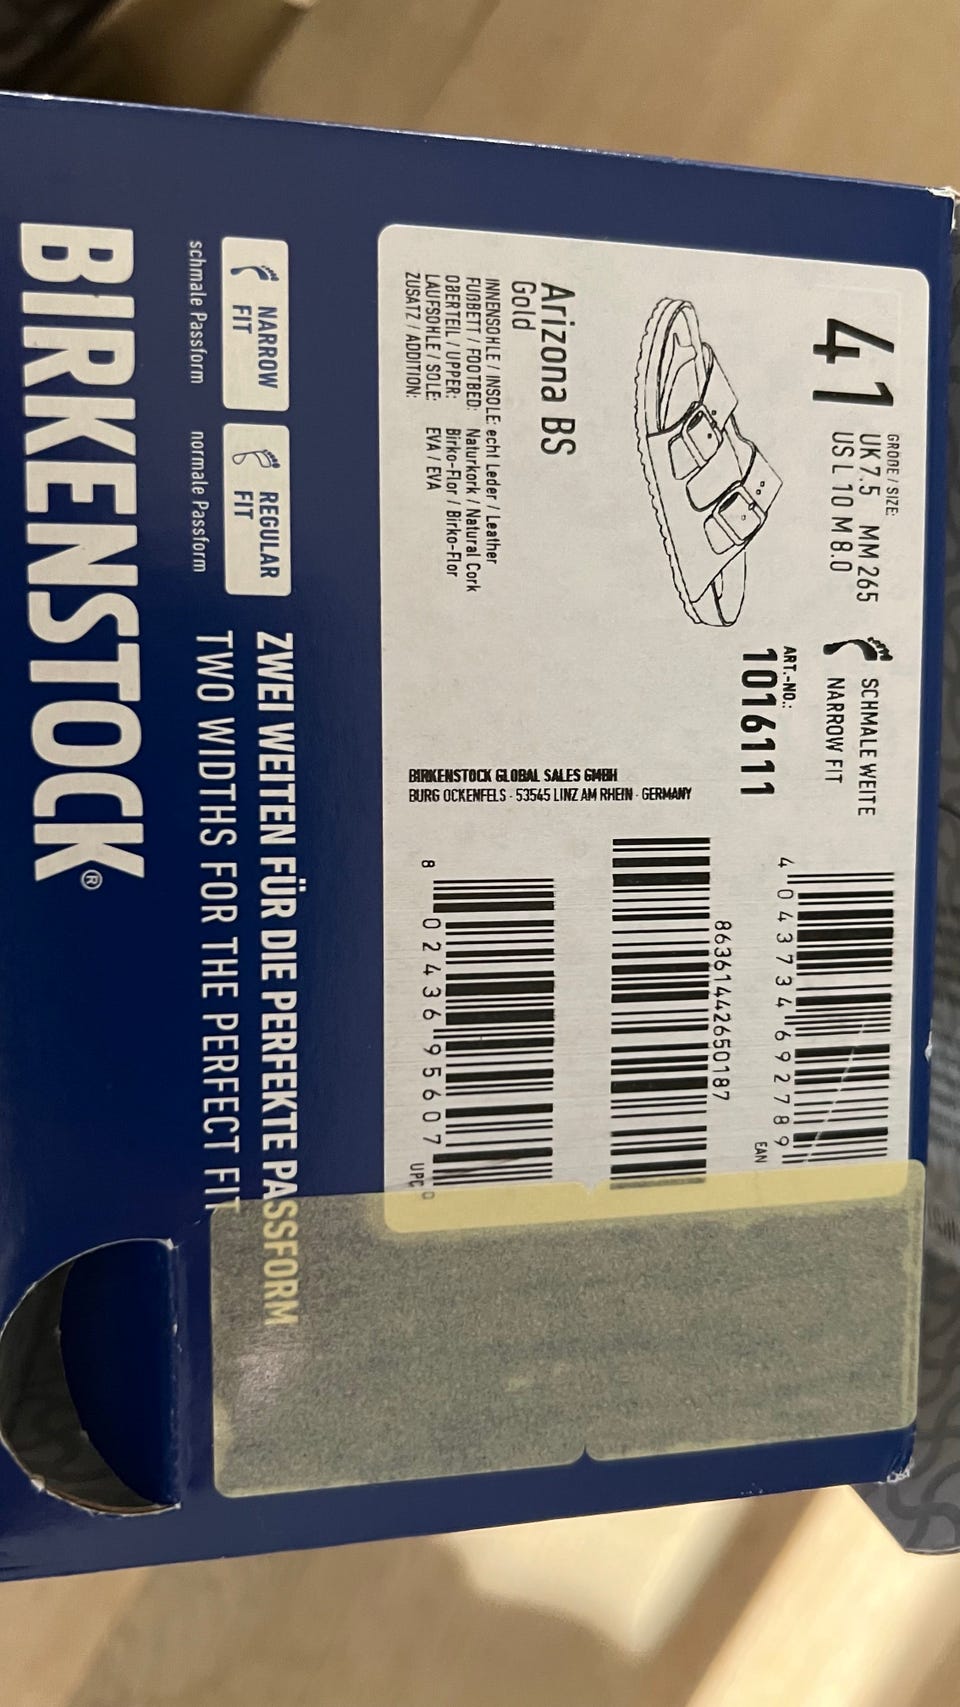 41
GRÖDE / SIZE:
UK 7.5 MM 265
US L 10 M 8.0
SCHMALE WEITE
NARROW FIT
ART.-NO.:
1016111
4 043734 692789
EAN
Arizona BS
Gold
INNENSOHLE / INSOLE: echt Leder / Leather
FUßBETT / FOOTBED: Naturkork / Natural Cork
OBERTEIL / UPPER: Birko-Flor / Birko-Flor
LAUFSOHLE / SOLE: EVA / EVA
ZUSATZ / ADDITION:
86361442650187
BIRKENSTOCK GLOBAL SALES GMBH
BURG OCKENFELS · 53545 LINZ AM RHEIN · GERMANY
8 02436 95607 0
UPC
NARROW FIT
schmale Passform
REGULAR FIT
normale Passform
ZWEI WEITEN FÜR DIE PERFEKTE PASSFORM
TWO WIDTHS FOR THE PERFECT FIT
BIRKENSTOCK®